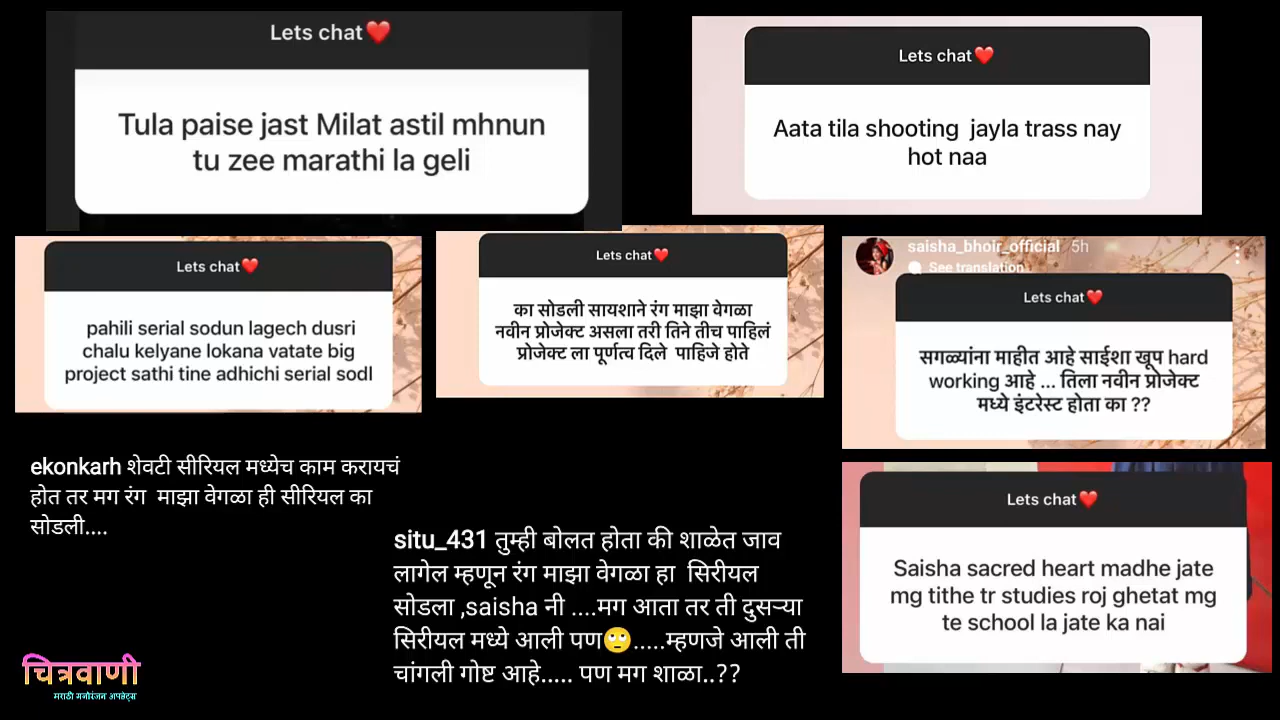 Lets chat❤️
Tula paise jast Milat astil mhnun
tu zee marathi la geli
Lets chat❤️
Aata tila shooting jayla trass nay
hot naa
Lets chat❤️
pahili serial sodun lagech dusri
chalu kelyane lokana vatate big
project sathi tine adhichi serial sodl
Lets chat❤️
का सोडली सायशाने रंग माझा वेगळा
नवीन प्रोजेक्ट असला तरी तिने तीच पाहिलं
प्रोजेक्ट ला पूर्णत्व दिले पाहिजे होते
saisha_bhoir_official 5h
See translation
Lets chat❤️
सगळ्यांना माहीत आहे साईशा खूप hard
working आहे ... तिला नवीन प्रोजेक्ट
मध्ये इंटरेस्ट होता का ??
ekonkarh शेवटी सीरियल मध्येच काम करायचं
होत तर मग रंग माझा वेगळा ही सीरियल का
सोडली....
situ_431 तुम्ही बोलत होता की शाळेत जाव
लागेल म्हणून रंग माझा वेगळा हा सिरीयल
सोडला ,saisha नी ....मग आता तर ती दुसऱ्या
सिरीयल मध्ये आली पण🙄.....म्हणजे आली ती
चांगली गोष्ट आहे..... पण मग शाळा..??
Lets chat❤️
Saisha sacred heart madhe jate
mg tithe tr studies roj ghetat mg
te school la jate ka nai
चित्रवाणी
मराठी मनोरंजन अपडेट्स